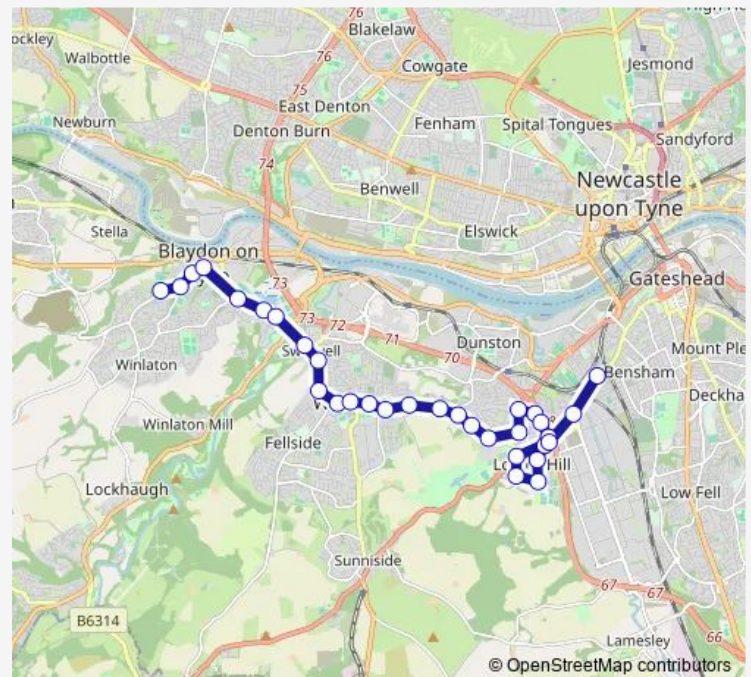 ockley
Walbottle
76
Blakelaw
Cowgate
Jesmond
75
East Denton
Newburn
Denton Burn
Fenham
Spital Tongues
Sandyford
74
Benwell
Newcastle
upon Tyne
Stella
Elswick
Blaydon on
73
Gateshead
73
72
71
Dunston
Mount Ple
Winlaton
70
Bensham
Deckha
Winlaton Mill
Fellside
Lockhaugh
Low Fell
Sunniside
67
67
B6314
66
Lamesley
© OpenStreetMap contributors